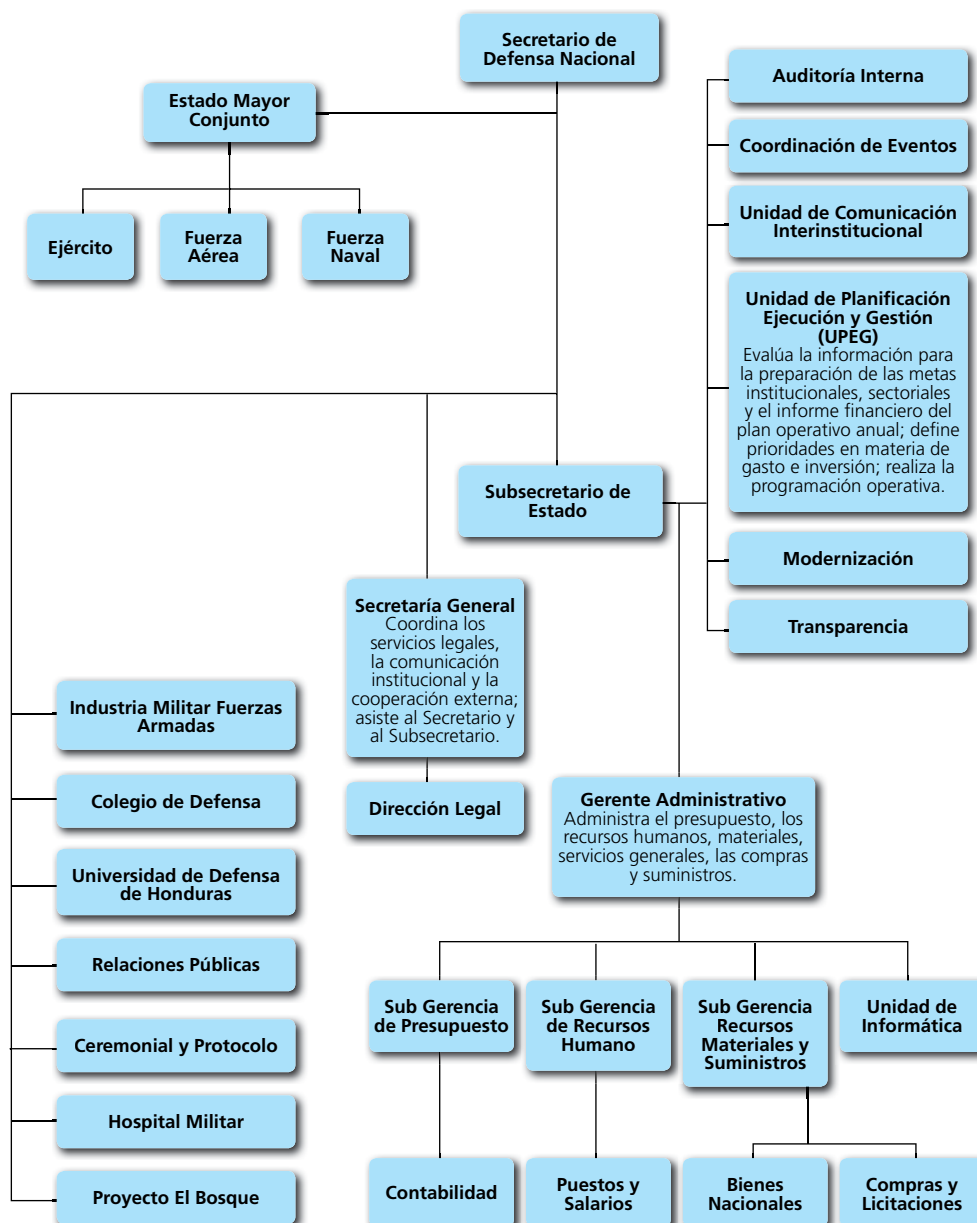 Secretario de
Defensa Nacional
Estado Mayor
Conjunto
Ejército
Fuerza
Aérea
Fuerza
Naval
Auditoría Interna
Coordinación de Eventos
Unidad de Comunicación
Interinstitucional
Unidad de Planificación
Ejecución y Gestión
(UPEG)
Evalúa la información para
la preparación de las metas
institucionales, sectoriales
y el informe financiero del
plan operativo anual; define
prioridades en materia de
gasto e inversión; realiza la
programación operativa.
Modernización
Transparencia
Subsecretario de
Estado
Secretaría General
Coordina los
servicios legales,
la comunicación
institucional y la
cooperación externa;
asiste al Secretario y
al Subsecretario.
Dirección Legal
Industria Militar Fuerzas
Armadas
Colegio de Defensa
Universidad de Defensa
de Honduras
Relaciones Públicas
Ceremonial y Protocolo
Hospital Militar
Proyecto El Bosque
Gerente Administrativo
Administra el presupuesto, los
recursos humanos, materiales,
servicios generales, las compras
y suministros.
Sub Gerencia
de Presupuesto
Sub Gerencia
de Recursos
Humano
Sub Gerencia
Recursos
Materiales y
Suministros
Unidad de
Informática
Contabilidad
Puestos y
Salarios
Bienes
Nacionales
Compras y
Licitaciones